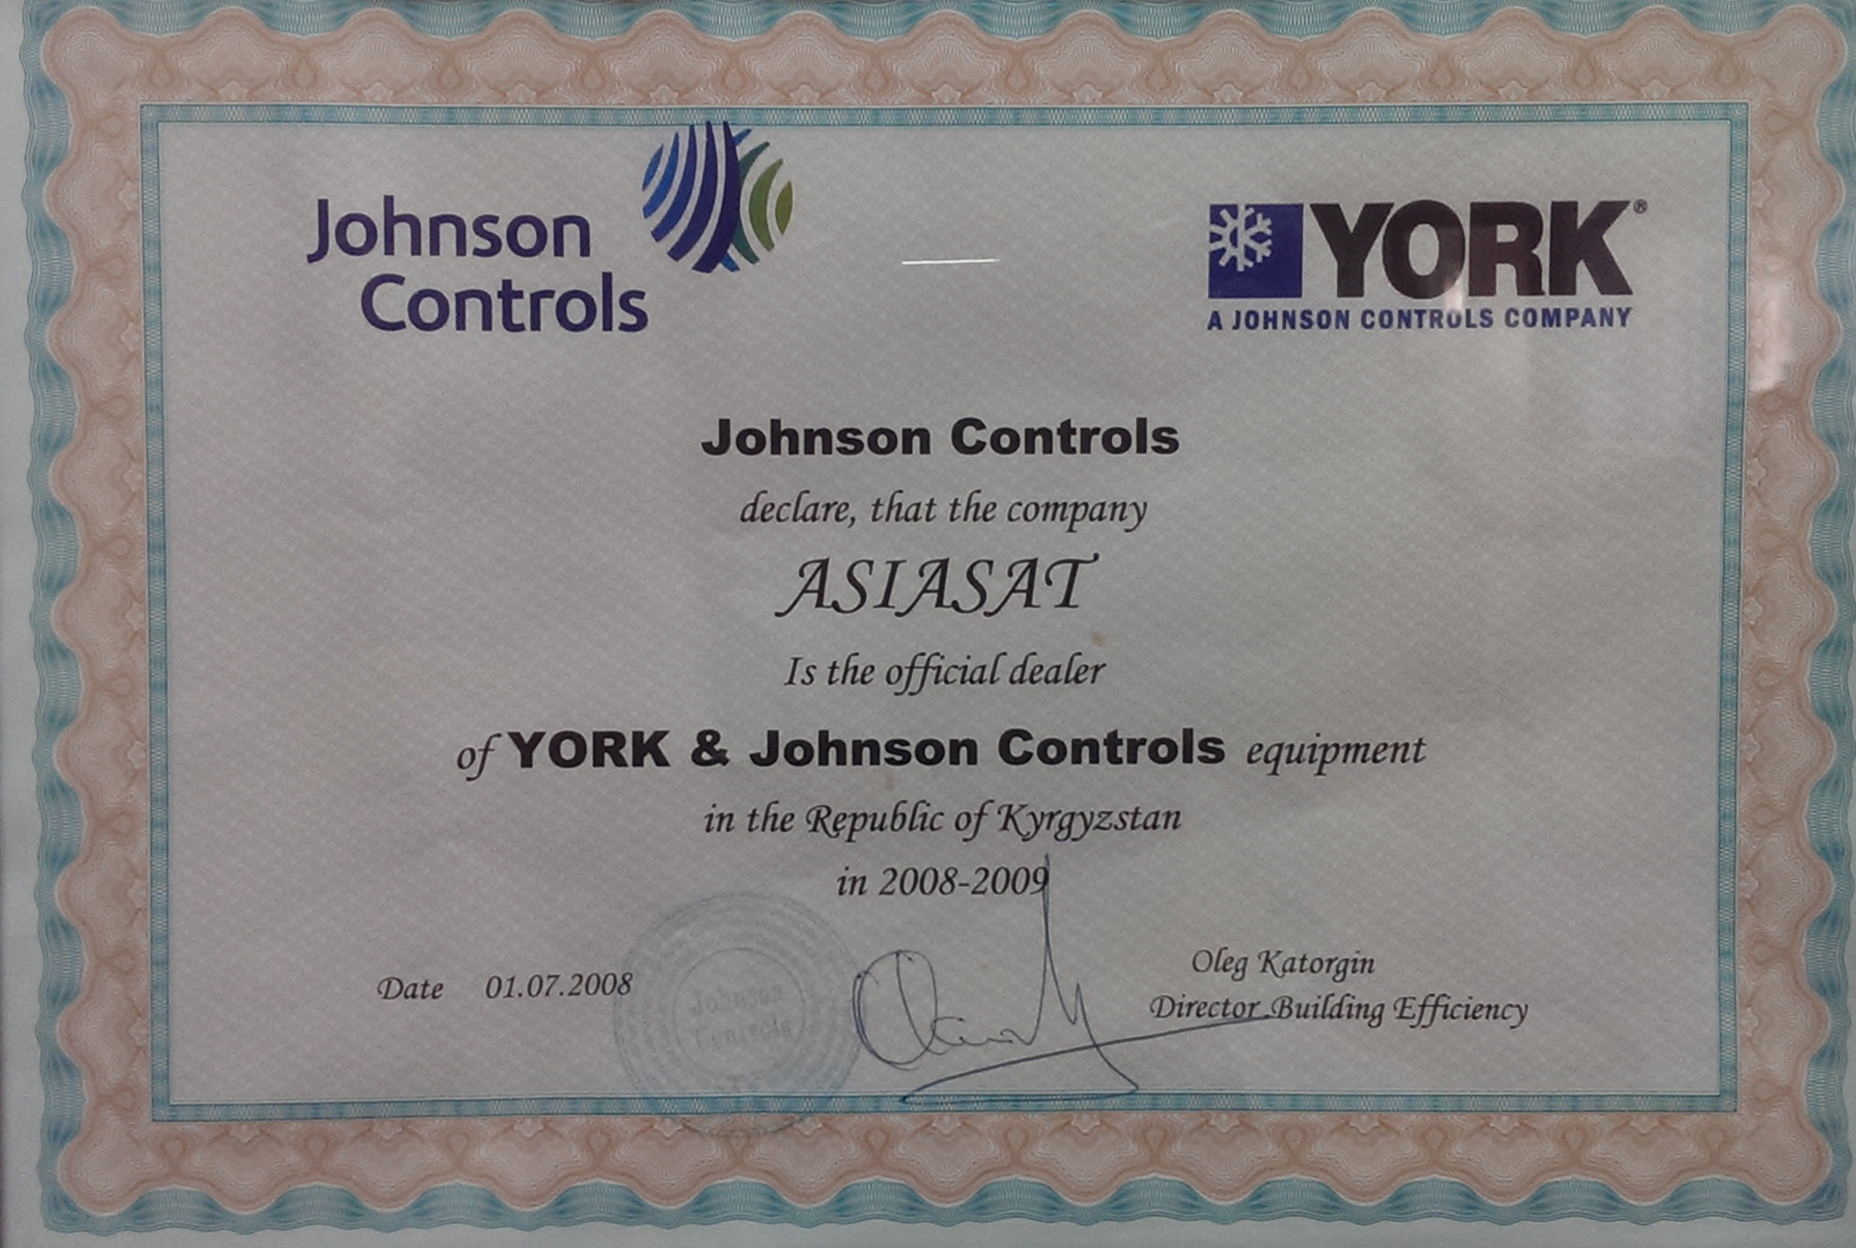 Johnson
Controls
YORK®
A JOHNSON CONTROLS COMPANY
Johnson Controls
declare, that the company
ASIASAT
Is the official dealer
of YORK & Johnson Controls equipment
in the Republic of Kyrgyzstan
in 2008-2009
Date 01.07.2008
Johnson
Controls
Oleg Katorgin
Director Building Efficiency